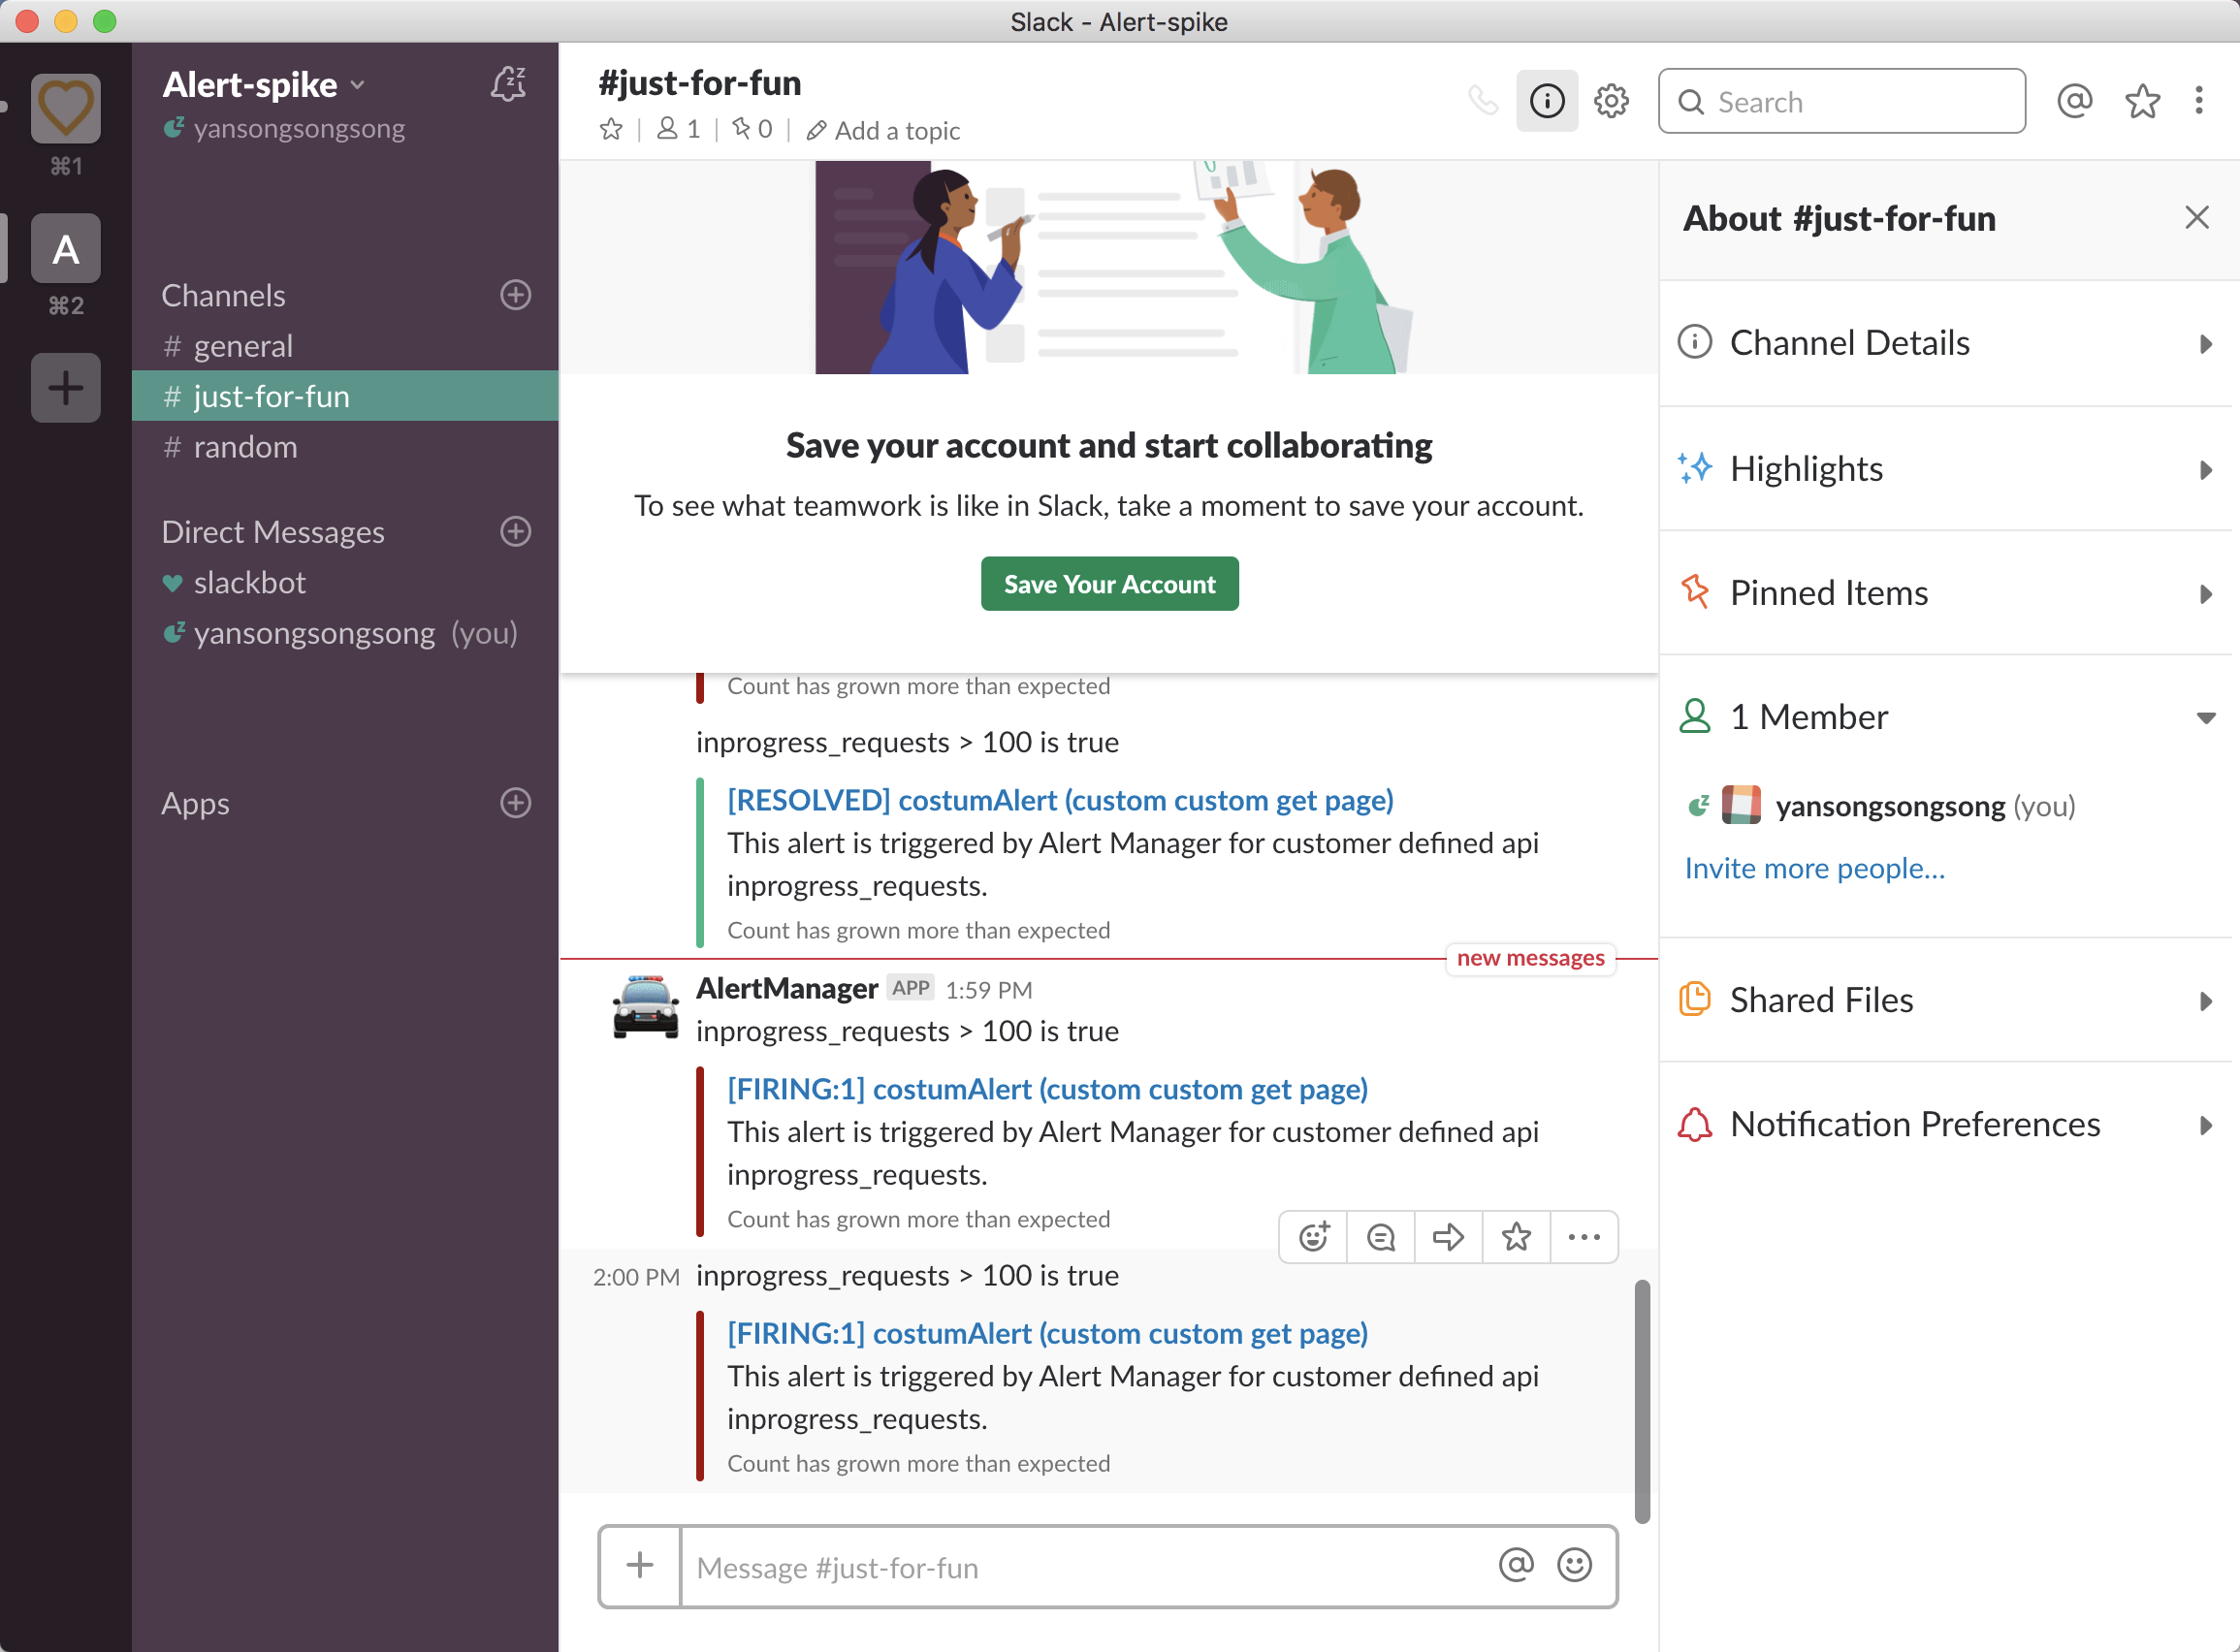 Slack - Alert-spike
⌘1
A
⌘2
Alert-spike
yansongsongsong
Channels
# general
# just-for-fun
# random
Direct Messages
slackbot
yansongsongsong (you)
Apps
#just-for-fun
1 | 0 | Add a topic
Search
Save your account and start collaborating
To see what teamwork is like in Slack, take a moment to save your account.
Save Your Account
Count has grown more than expected
inprogress_requests > 100 is true
[RESOLVED] costumAlert (custom custom get page)
This alert is triggered by Alert Manager for customer defined api
inprogress_requests.
Count has grown more than expected
new messages
AlertManager APP 1:59 PM
inprogress_requests > 100 is true
[FIRING:1] costumAlert (custom custom get page)
This alert is triggered by Alert Manager for customer defined api
inprogress_requests.
Count has grown more than expected
2:00 PM inprogress_requests > 100 is true
[FIRING:1] costumAlert (custom custom get page)
This alert is triggered by Alert Manager for customer defined api
inprogress_requests.
Count has grown more than expected
Message #just-for-fun
About #just-for-fun
Channel Details
Highlights
Pinned Items
1 Member
yansongsongsong (you)
Invite more people...
Shared Files
Notification Preferences